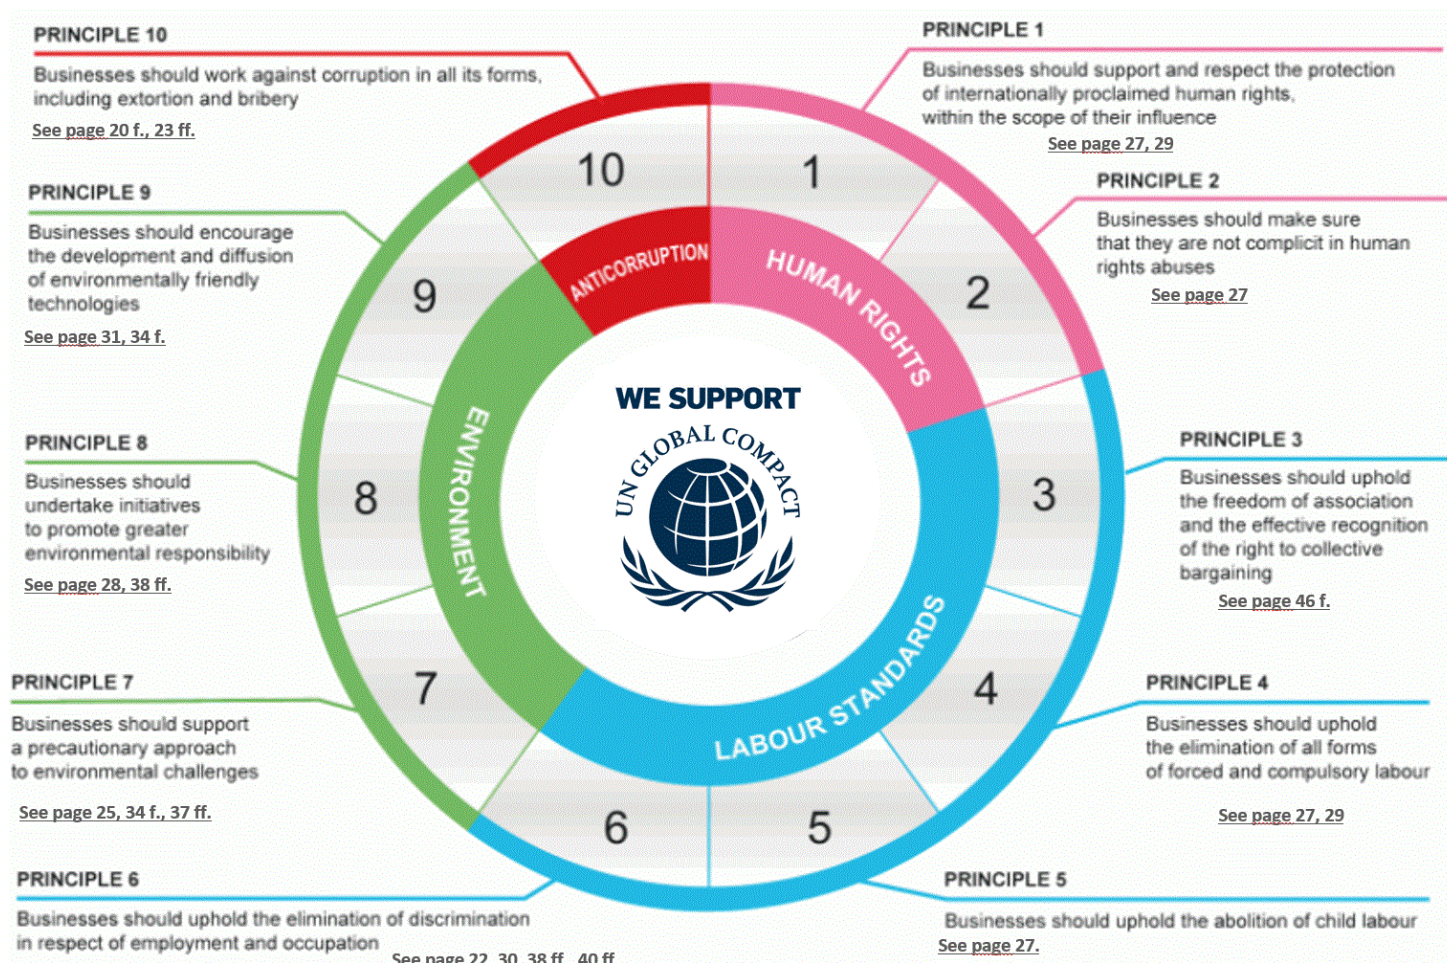 PRINCIPLE 10
Businesses should work against corruption in all its forms,
including extortion and bribery
See page 20 f., 23 ff.
PRINCIPLE 1
Businesses should support and respect the protection
of internationally proclaimed human rights,
within the scope of their influence
See page 27, 29
PRINCIPLE 2
Businesses should make sure
that they are not complicit in human
rights abuses
See page 27
PRINCIPLE 9
Businesses should encourage
the development and diffusion
of environmentally friendly
technologies
See page 31, 34 f.
10
1
9
2
8
3
7
4
6
5
ANTICORRUPTION
HUMAN RIGHTS
ENVIRONMENT
LABOUR STANDARDS
WE SUPPORT
UN GLOBAL COMPACT
PRINCIPLE 8
Businesses should
undertake initiatives
to promote greater
environmental responsibility
See page 28, 38 ff.
PRINCIPLE 3
Businesses should uphold
the freedom of association
and the effective recognition
of the right to collective
bargaining
See page 46 f.
PRINCIPLE 7
Businesses should support
a precautionary approach
to environmental challenges
See page 25, 34 f., 37 ff.
PRINCIPLE 4
Businesses should uphold
the elimination of all forms
of forced and compulsory labour
See page 27, 29
PRINCIPLE 6
Businesses should uphold the elimination of discrimination
in respect of employment and occupation
See page 22, 30, 38 ff., 40 ff.
PRINCIPLE 5
Businesses should uphold the abolition of child labour
See page 27.